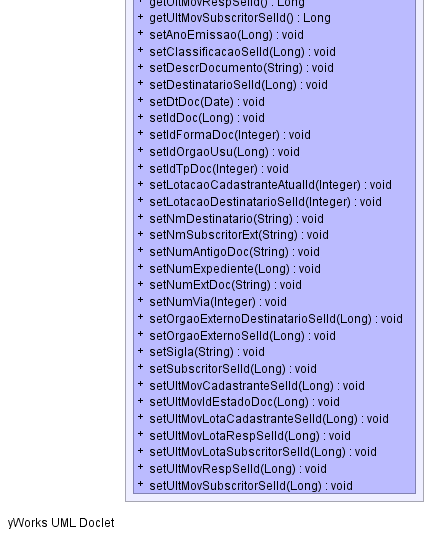 + getUltMovRespSelId() : Long
+ getUltMovSubscritorSelId() : Long
+ setAnoEmissao(Long) : void
+ setClassificacaoSelId(Long) : void
+ setDescrDocumento(String) : void
+ setDestinatarioSelId(Long) : void
+ setDtDoc(Date) : void
+ setIdDoc(Long) : void
+ setIdFormaDoc(Integer) : void
+ setIdOrgaoUsu(Long) : void
+ setIdTpDoc(Integer) : void
+ setLotacaoCadastranteAtualId(Integer) : void
+ setLotacaoDestinatarioSelId(Integer) : void
+ setNmDestinatario(String) : void
+ setNmSubscritorExt(String) : void
+ setNumAntigoDoc(String) : void
+ setNumExpediente(Long) : void
+ setNumExtDoc(String) : void
+ setNumVia(Integer) : void
+ setOrgaoExternoDestinatarioSelId(Long) : void
+ setOrgaoExternoSelId(Long) : void
+ setSigla(String) : void
+ setSubscritorSelId(Long) : void
+ setUltMovCadastranteSelId(Long) : void
+ setUltMovIdEstadoDoc(Long) : void
+ setUltMovLotaCadastranteSelId(Long) : void
+ setUltMovLotaRespSelId(Long) : void
+ setUltMovLotaSubscritorSelId(Long) : void
+ setUltMovRespSelId(Long) : void
+ setUltMovSubscritorSelId(Long) : void
yWorks UML Doclet